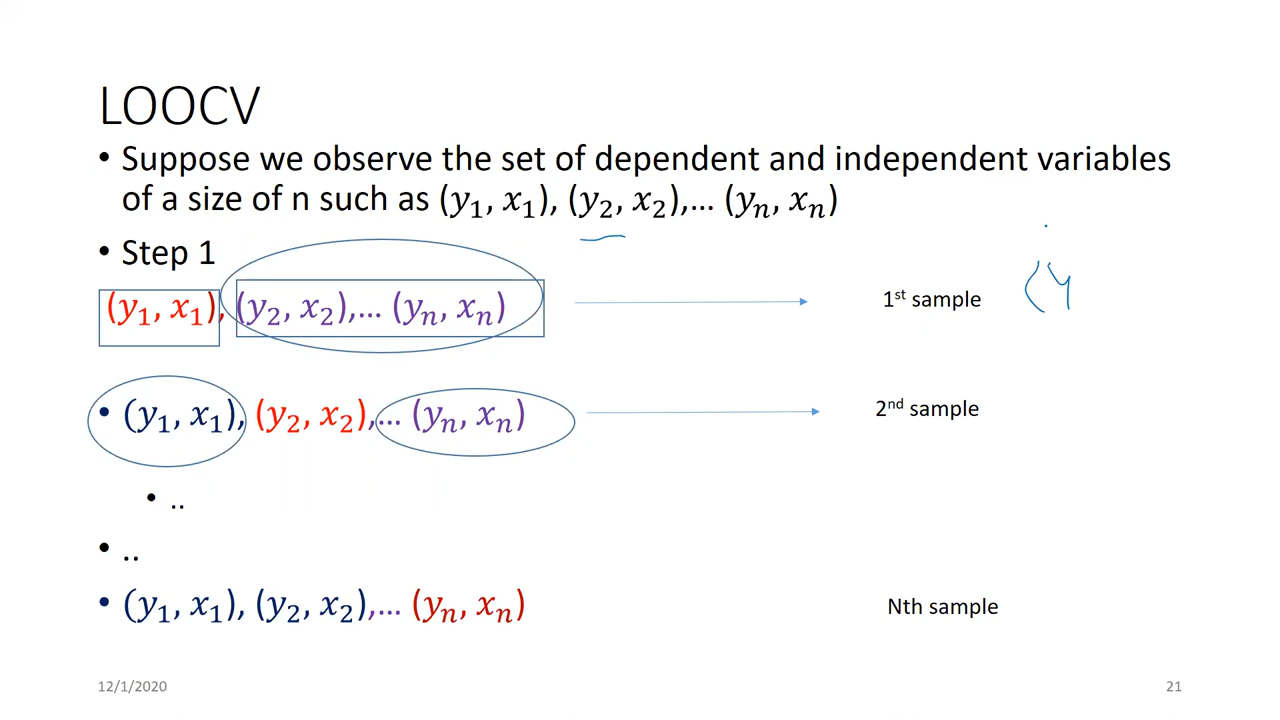 LOOCV
• Suppose we observe the set of dependent and independent variables
of a size of n such as (y₁, x₁), (y₂, x₂),… (yₙ, xₙ)
• Step 1
(y₁, x₁), (y₂, x₂),… (yₙ, xₙ) 1st sample (y
• (y₁, x₁), (y₂, x₂),… (yₙ, xₙ) 2nd sample
• ..
• ..
• (y₁, x₁), (y₂, x₂),… (yₙ, xₙ) Nth sample
12/1/2020 21